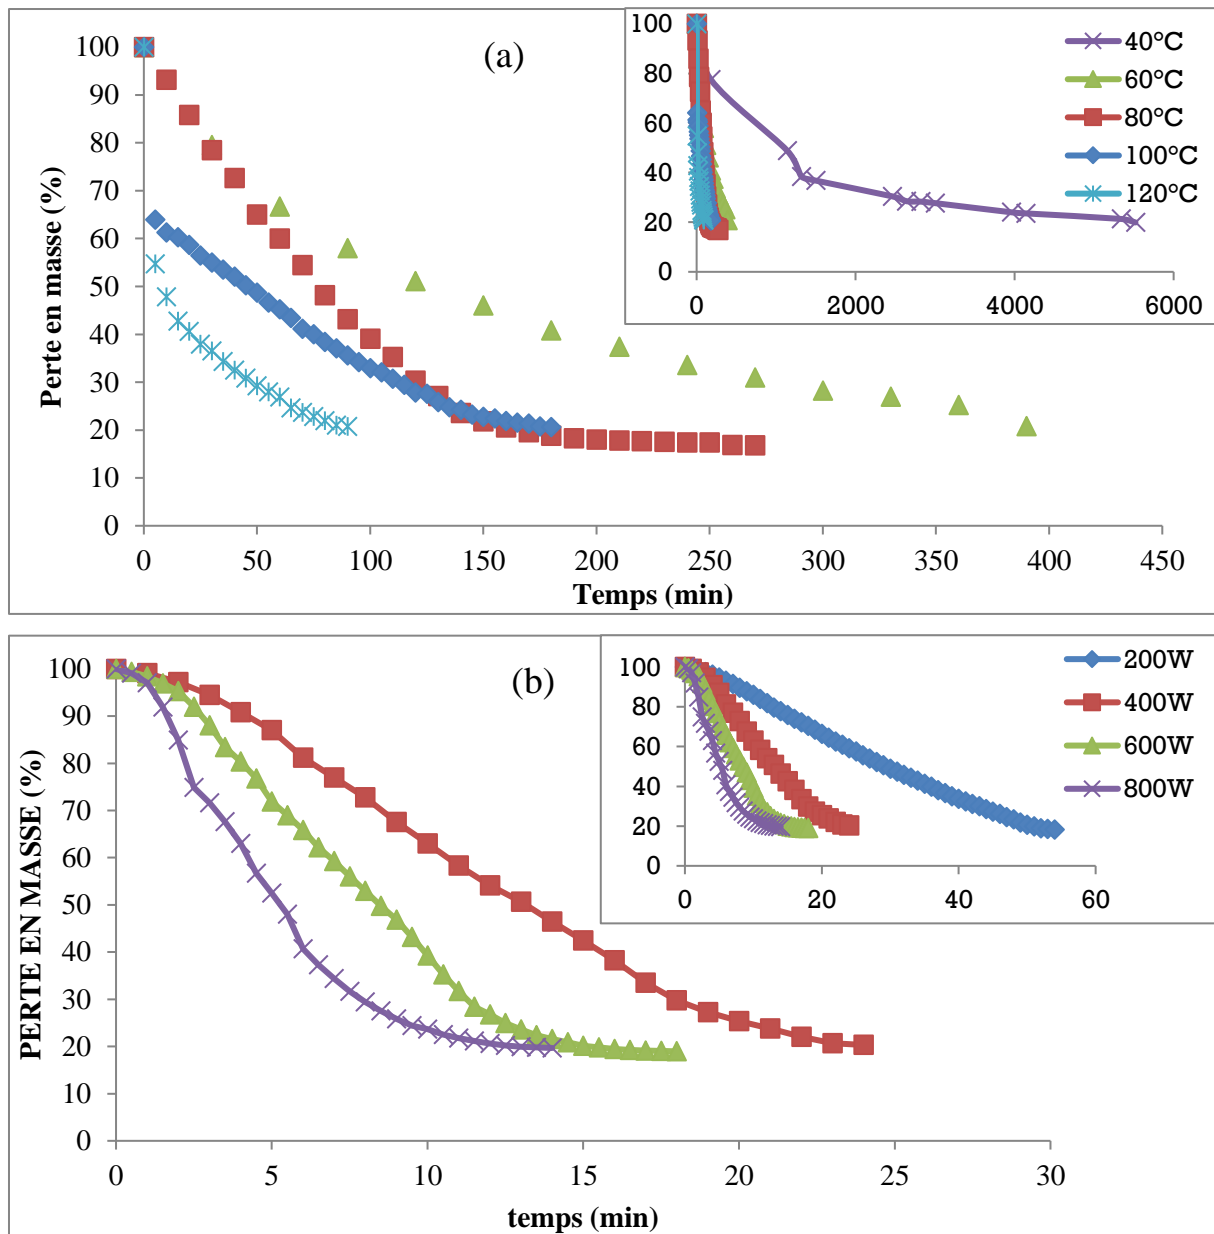 (a)
Perte en masse (%)
100
90
80
70
60
50
40
30
20
10
0
0 50 100 150 200 250 300 350 400 450
Temps (min)
100
80
60
40
20
0
0 2000 4000 6000
40°C
60°C
80°C
100°C
120°C
(b)
PERTE EN MASSE (%)
100
90
80
70
60
50
40
30
20
10
0
0 5 10 15 20 25 30
temps (min)
100
80
60
40
20
0
0 20 40 60
200W
400W
600W
800W